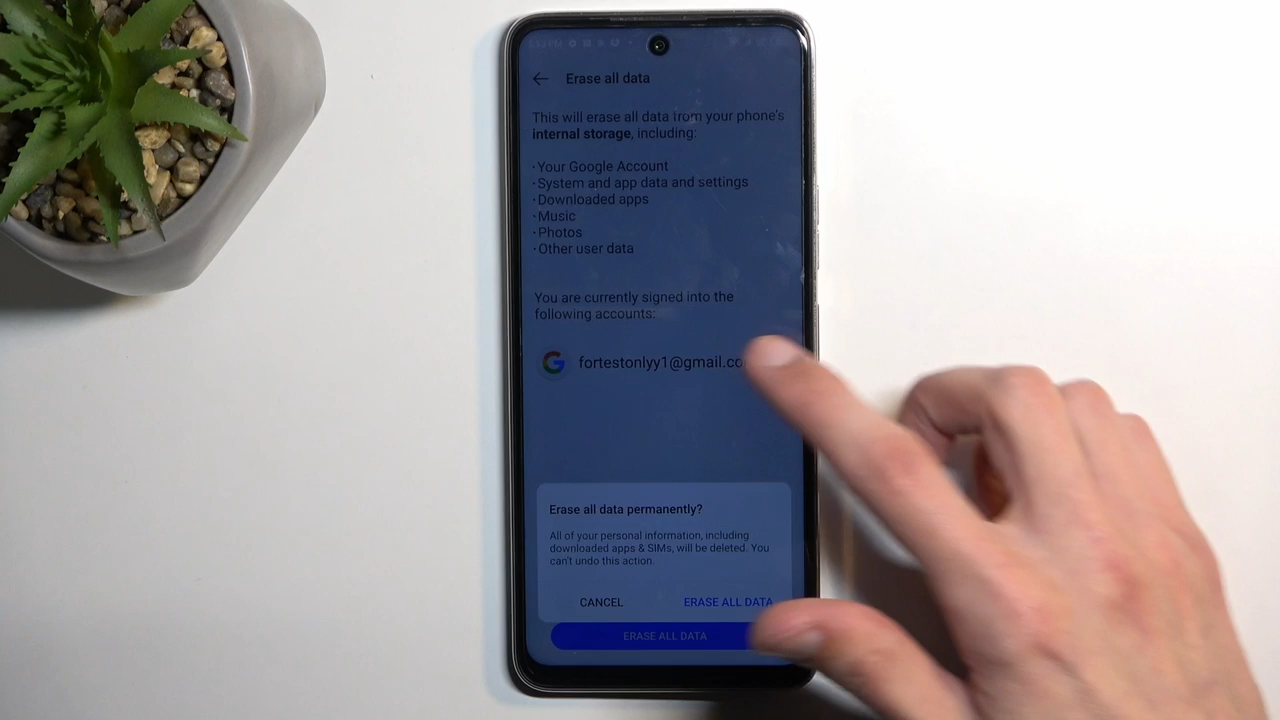 Erase all data
This will erase all data from your phone's
internal storage, including:
·Your Google Account
·System and app data and settings
·Downloaded apps
·Music
·Photos
·Other user data
You are currently signed into the
following accounts:
fortestonlyy1@gmail.co
Erase all data permanently?
All of your personal information, including
downloaded apps & SIMs, will be deleted. You
can't undo this action.
CANCEL ERASE ALL DATA
ERASE ALL DATA